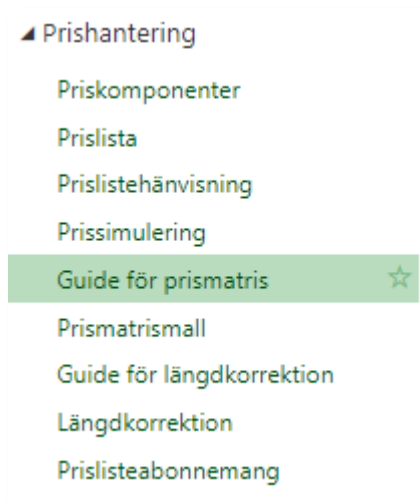 Prishantering
Priskomponenter
Prislista
Prislistehänvisning
Prissimulering
Guide för prismatris
Prismatrismall
Guide för längdkorrektion
Längdkorrektion
Prislisteabonnemang